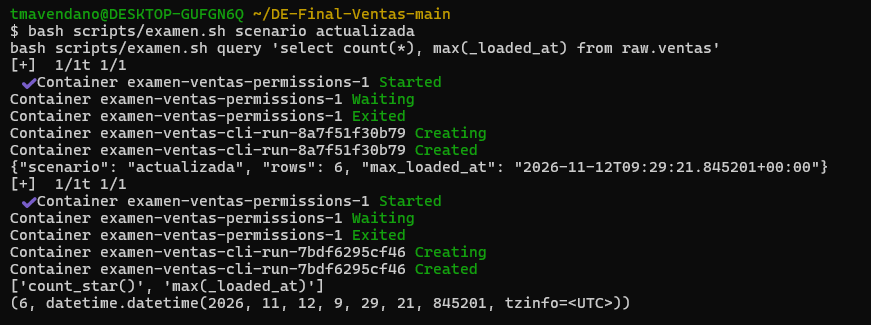 tmavendano@DESKTOP-GUFGN6Q ~/DE-Final-Ventas-main
$ bash scripts/examen.sh scenario actualizada
bash scripts/examen.sh query 'select count(*), max(_loaded_at) from raw.ventas'
[+]  1/1t 1/1
✔Container examen-ventas-permissions-1 Started
Container examen-ventas-permissions-1 Waiting
Container examen-ventas-permissions-1 Exited
Container examen-ventas-cli-run-8a7f51f30b79 Creating
Container examen-ventas-cli-run-8a7f51f30b79 Created
{"scenario": "actualizada", "rows": 6, "max_loaded_at": "2026-11-12T09:29:21.845201+00:00"}
[+]  1/1t 1/1
✔Container examen-ventas-permissions-1 Started
Container examen-ventas-permissions-1 Waiting
Container examen-ventas-permissions-1 Exited
Container examen-ventas-cli-run-7bdf6295cf46 Creating
Container examen-ventas-cli-run-7bdf6295cf46 Created
['count_star()', 'max(_loaded_at)']
(6, datetime.datetime(2026, 11, 12, 9, 29, 21, 845201, tzinfo=<UTC>))